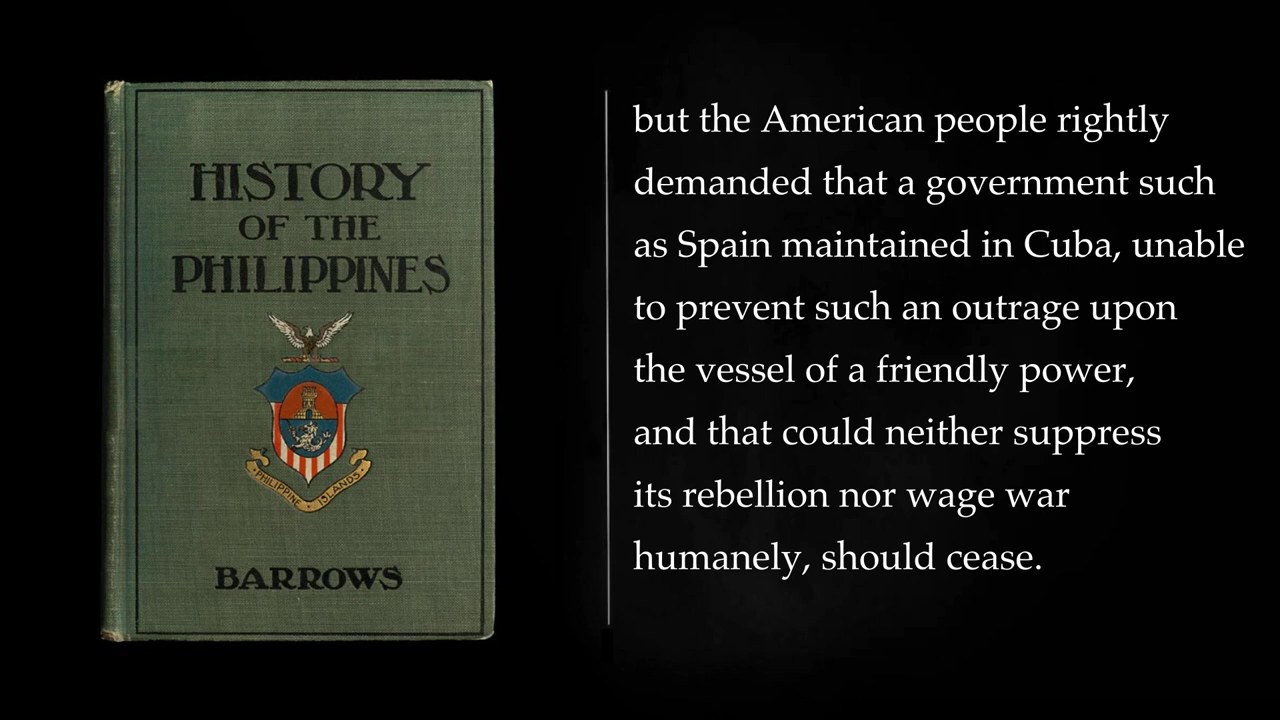 HISTORY
OF THE
PHILIPPINES
PHILIPPINE ISLANDS
BARROWS
but the American people rightly
demanded that a government such
as Spain maintained in Cuba, unable
to prevent such an outrage upon
the vessel of a friendly power,
and that could neither suppress
its rebellion nor wage war
humanely, should cease.